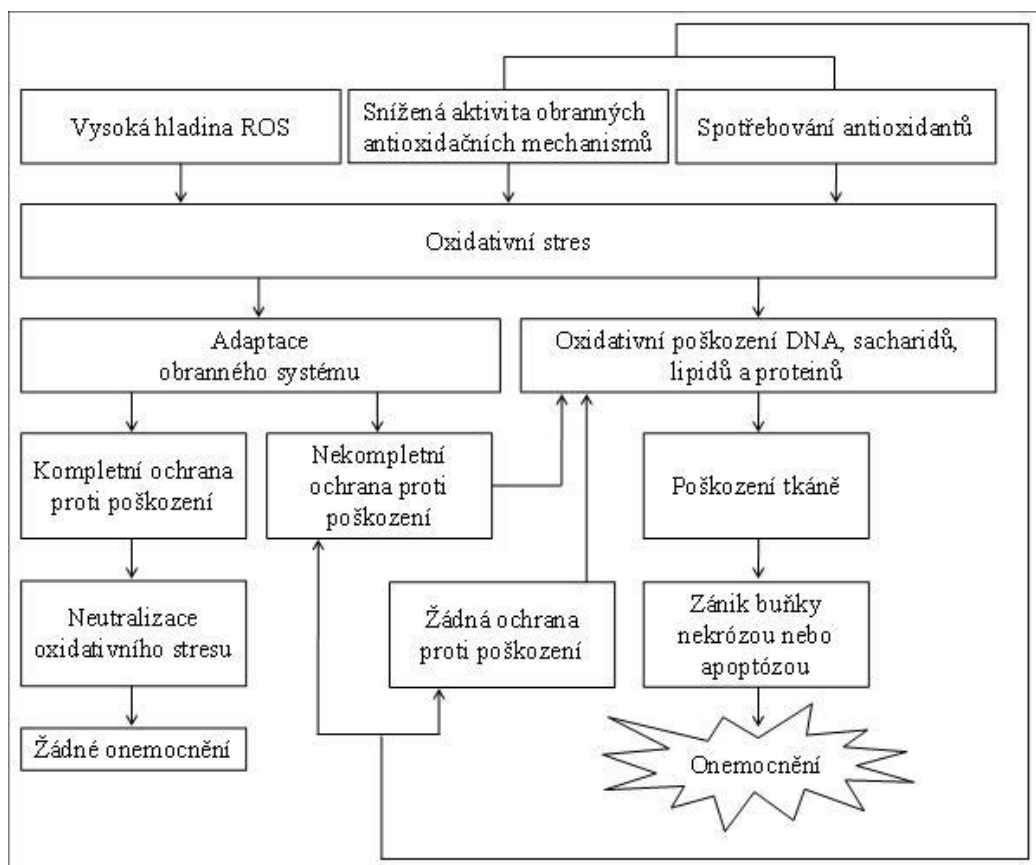 Vysoká hladina ROS
Snížená aktivita obranných
antioxidačních mechanismů
Spotřebování antioxidantů
Oxidativní stres
Adaptace
obranného systému
Oxidativní poškození DNA, sacharidů,
lipidů a proteinů
Kompletní ochrana
proti poškození
Nekompletní
ochrana proti
poškození
Poškození tkáně
Neutralizace
oxidativního stresu
Žádná ochrana
proti poškození
Zánik buňky
nekrózou nebo
apoptózou
Žádné onemocnění
Onemocnění